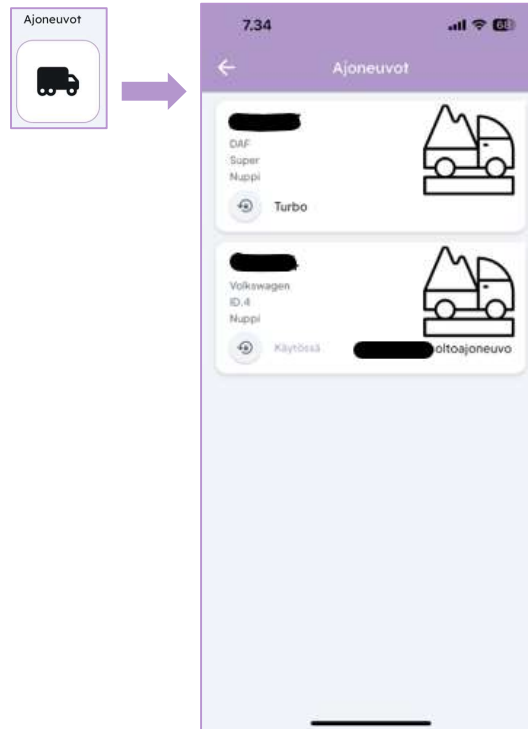 Ajoneuvot
7.34
Ajoneuvot
DAF
Super
Nuppi
Turbo
Volkswagen
ID.4
Nuppi
Käytössä oltoajoneuvo